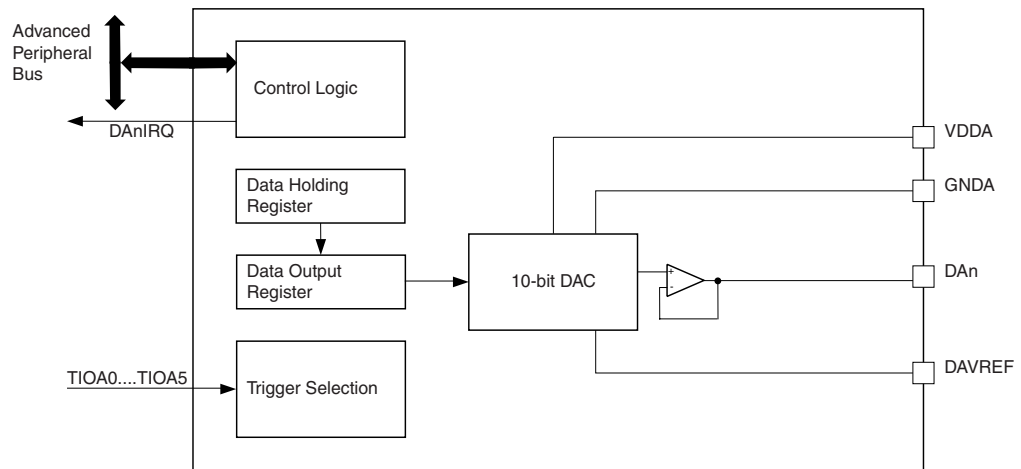 Advanced
Peripheral
Bus
Control Logic
DAnIRQ
VDDA
Data Holding
Register
GNDA
Data Output
Register
10-bit DAC
+
-
DAn
TIOA0....TIOA5
Trigger Selection
DAVREF